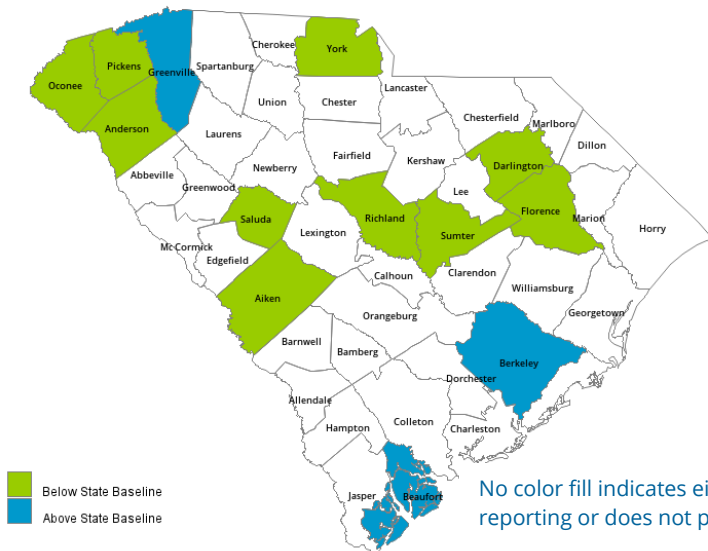 Cherokee
York
Pickens
Greenville
Spartanburg
Oconee
Union
Chester
Lancaster
Anderson
Chesterfield
Marlboro
Laurens
Dillon
Fairfield
Kershaw
Darlington
Abbeville
Newberry
Greenwood
Lee
Saluda
Richland
Florence
Marion
Lexington
Sumter
Horry
Mc Cormick
Edgefield
Calhoun
Clarendon
Williamsburg
Aiken
Orangeburg
Georgetown
Barnwell
Bamberg
Berkeley
Dorchester
Allendale
Colleton
Hampton
Charleston
Jasper
Beaufort
Below State Baseline
Above State Baseline
No color fill indicates ei
reporting or does not p